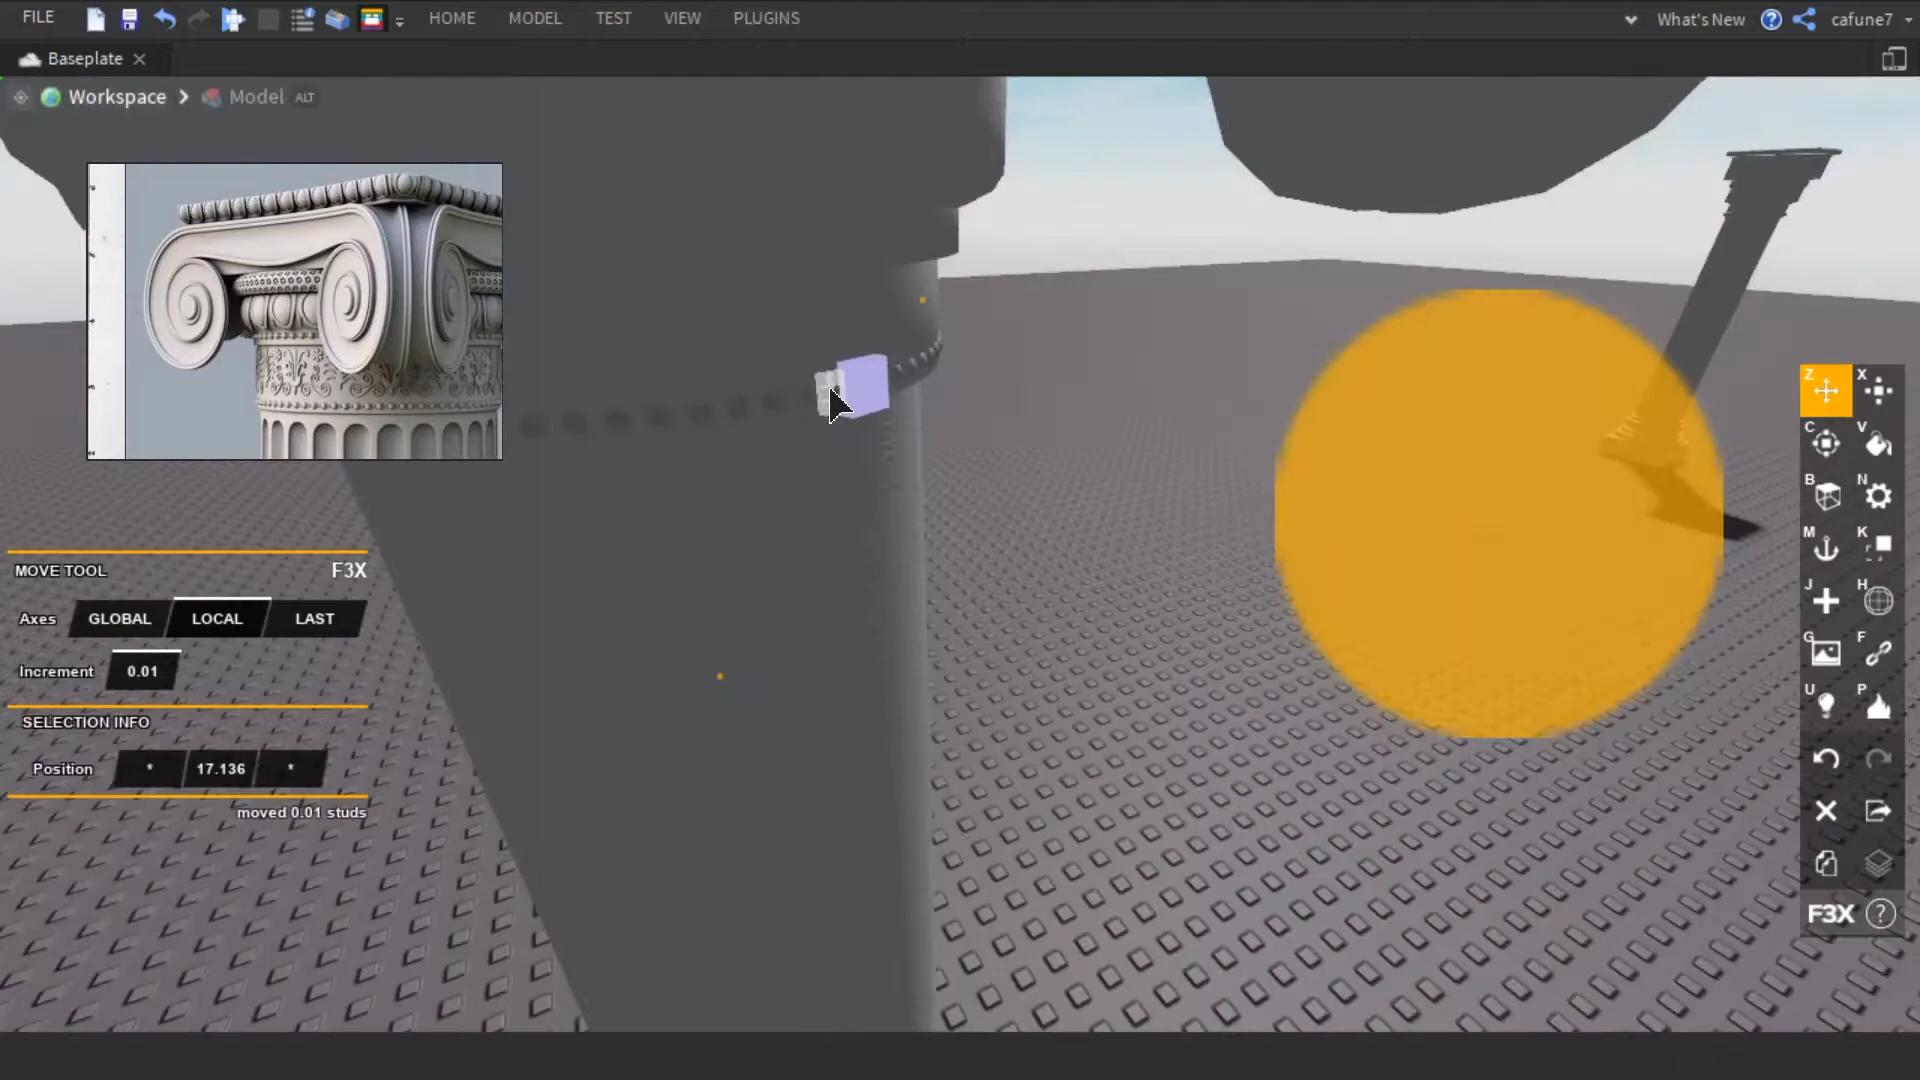 FILE HOME MODEL TEST VIEW PLUGINS What's New ? cafune7
Baseplate
Workspace Model ALT
Z X
C V
B N
M K
J H
G F
U P
MOVE TOOL F3X
Axes GLOBAL LOCAL LAST
Increment 0.01
SELECTION INFO
Position * 17.136 *
moved 0.01 studs
F3X ?